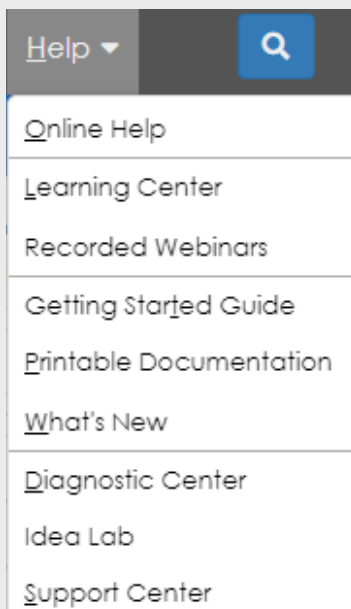 Help
Online Help
Learning Center
Recorded Webinars
Getting Started Guide
Printable Documentation
What's New
Diagnostic Center
Idea Lab
Support Center